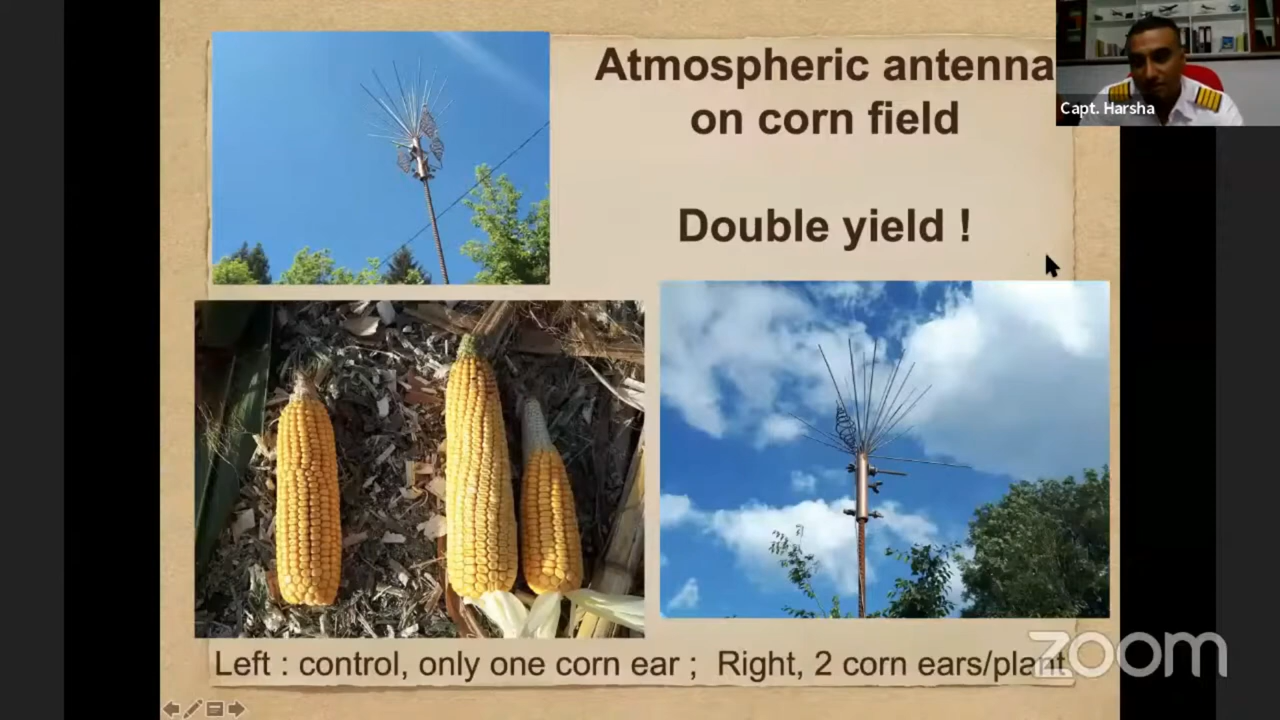 Atmospheric antenna
on corn field
Capt. Harsha
Double yield !
Left : control, only one corn ear ; Right, 2 corn ears/plant
zoom